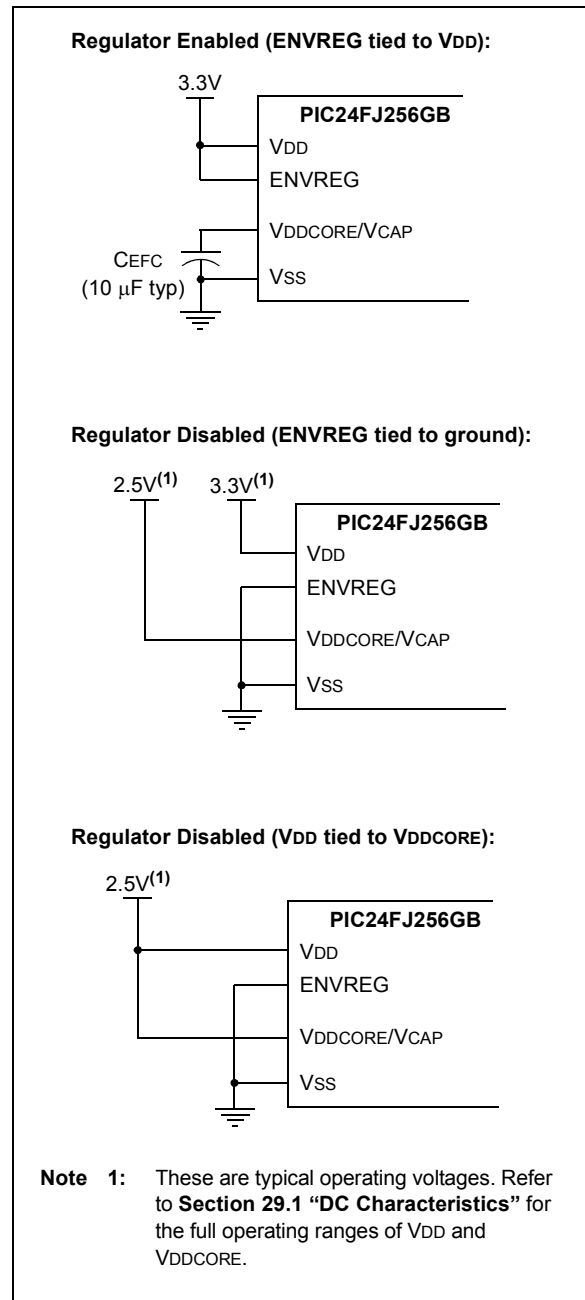 Regulator Enabled (ENVREG tied to VDD):
3.3V
PIC24FJ256GB
VDD
ENVREG
VDDCORE/VCAP
CEFC
(10 μF typ)
VSS
Regulator Disabled (ENVREG tied to ground):
2.5V(1) 3.3V(1)
PIC24FJ256GB
VDD
ENVREG
VDDCORE/VCAP
VSS
Regulator Disabled (VDD tied to VDDCORE):
2.5V(1)
PIC24FJ256GB
VDD
ENVREG
VDDCORE/VCAP
VSS
Note 1: These are typical operating voltages. Refer
to Section 29.1 “DC Characteristics” for
the full operating ranges of VDD and
VDDCORE.